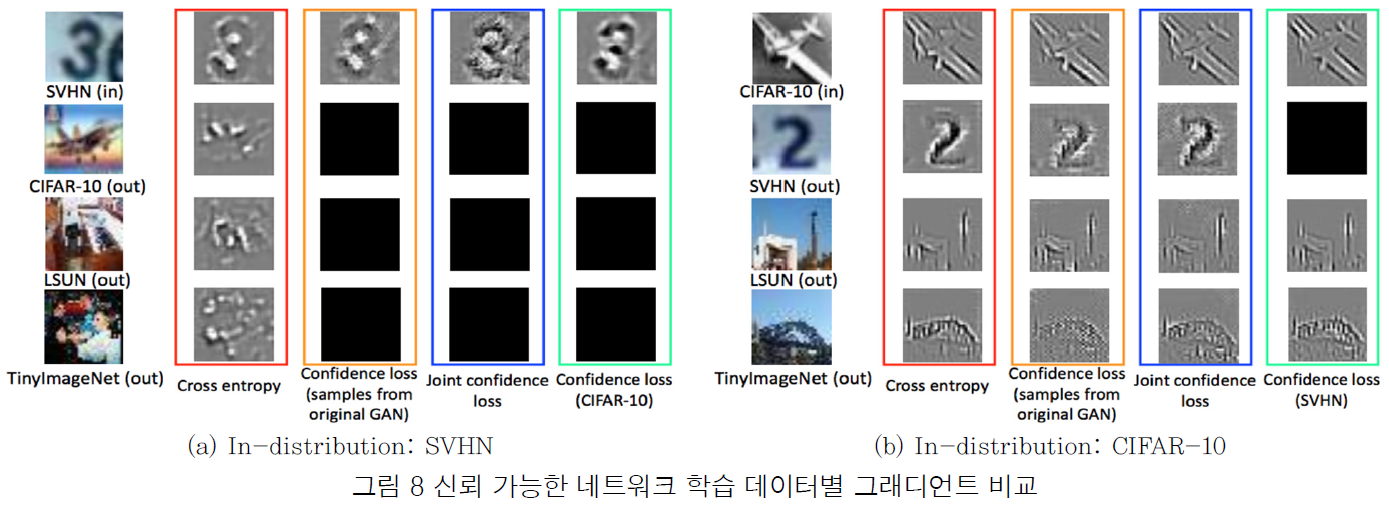 SVHN (in)
CIFAR-10 (out)
LSUN (out)
TinyImageNet (out)
Cross entropy
Confidence loss
(samples from
original GAN)
Joint confidence
loss
Confidence loss
(CIFAR-10)
(a) In-distribution: SVHN
CIFAR-10 (in)
SVHN (out)
LSUN (out)
TinyImageNet (out)
Cross entropy
Confidence loss
(samples from
original GAN)
Joint confidence
loss
Confidence loss
(SVHN)
(b) In-distribution: CIFAR-10
그림 8 신뢰 가능한 네트워크 학습 데이터별 그래디언트 비교